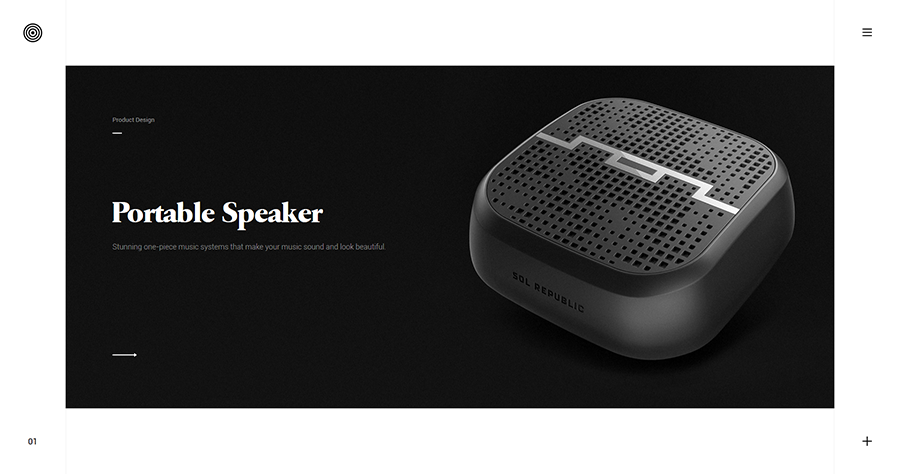 Product Design
Portable Speaker
Stunning one-piece music systems that make your music sound and look beautiful.
SOL REPUBLIC
01